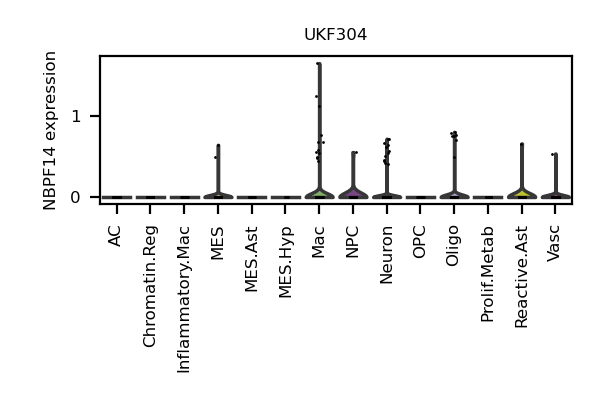 UKF304
NBPF14 expression
1
0
AC
Chromatin.Reg
Inflammatory.Mac
MES
MES.Ast
MES.Hyp
Mac
NPC
Neuron
OPC
Oligo
Prolif.Metab
Reactive.Ast
Vasc